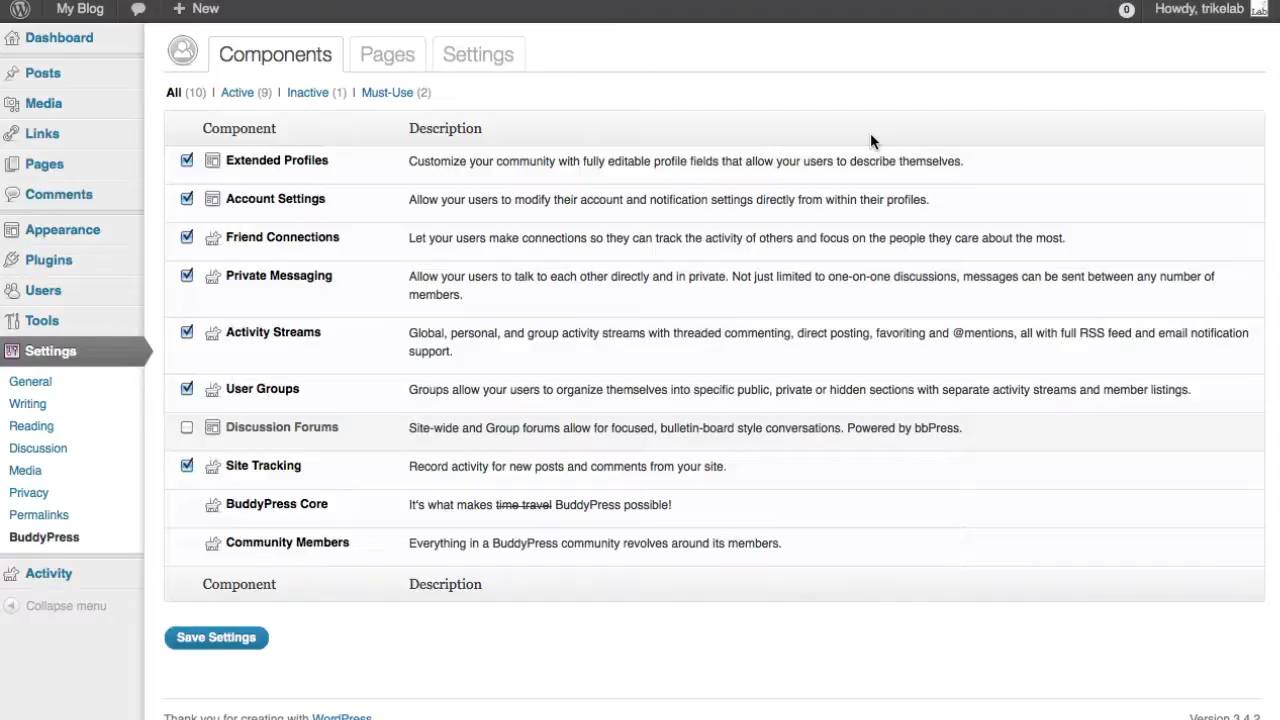 My Blog
New
0
Howdy, trikelab
Lab
Dashboard
Posts
Media
Links
Pages
Comments
Appearance
Plugins
Users
Tools
Settings
General
Writing
Reading
Discussion
Media
Privacy
Permalinks
BuddyPress
Activity
Collapse menu
Components
Pages
Settings
All (10) | Active (9) | Inactive (1) | Must-Use (2)
Component Description
Extended Profiles Customize your community with fully editable profile fields that allow your users to describe themselves.
Account Settings Allow your users to modify their account and notification settings directly from within their profiles.
Friend Connections Let your users make connections so they can track the activity of others and focus on the people they care about the most.
Private Messaging Allow your users to talk to each other directly and in private. Not just limited to one-on-one discussions, messages can be sent between any number of
members.
Activity Streams Global, personal, and group activity streams with threaded commenting, direct posting, favoriting and @mentions, all with full RSS feed and email notification
support.
User Groups Groups allow your users to organize themselves into specific public, private or hidden sections with separate activity streams and member listings.
Discussion Forums Site-wide and Group forums allow for focused, bulletin-board style conversations. Powered by bbPress.
Site Tracking Record activity for new posts and comments from your site.
BuddyPress Core It's what makes time travel BuddyPress possible!
Community Members Everything in a BuddyPress community revolves around its members.
Component Description
Save Settings
Thank you for creating with WordPress
Version 3.4.2